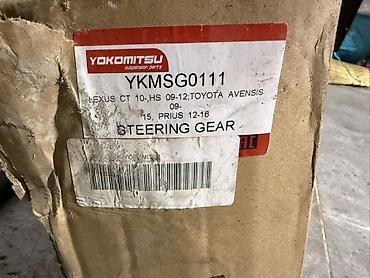 YOKOMITSU
suspension parts
YKMSG0111
LEXUS CT 10-,HS 09-12;TOYOTA AVENSIS
09-
15, PRIUS 12-16
STEERING GEAR